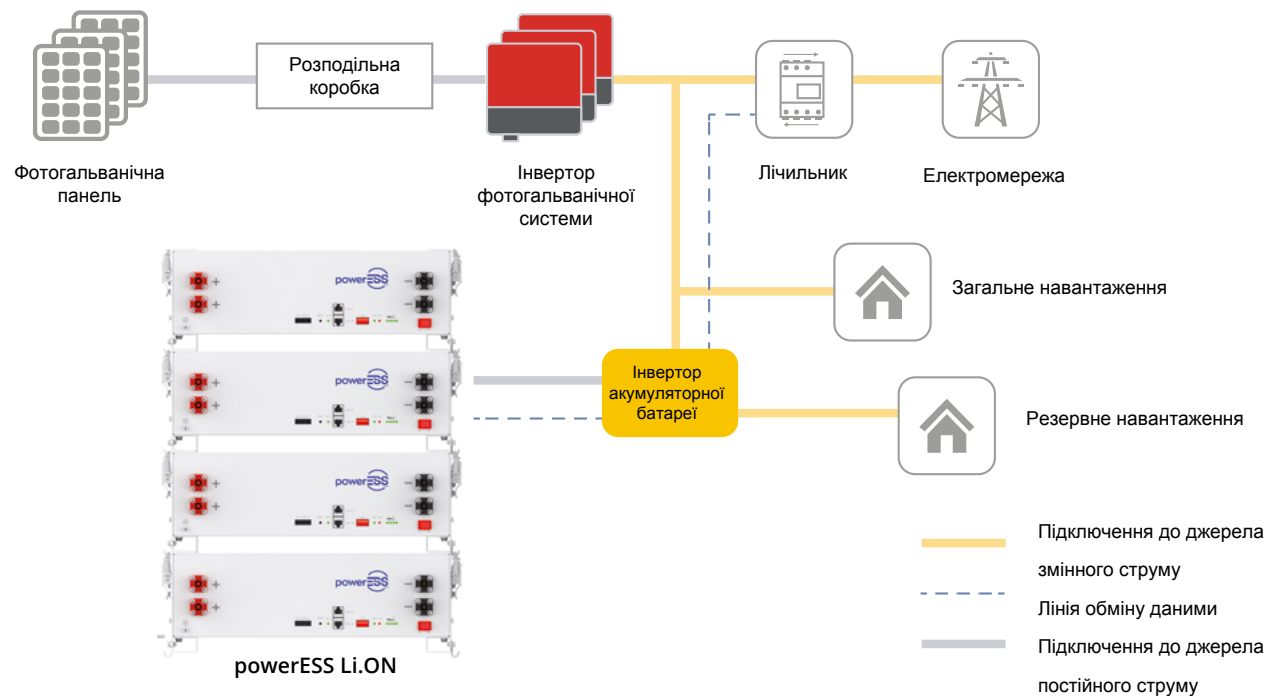 Розподільна
коробка
Фотогальванічна
панель
Інвертор
фотогальванічної
системи
Лічильник
Електромережа
powerESS
Загальне навантаження
powerESS
Інвертор
акумуляторної
батареї
Резервне навантаження
powerESS
powerESS
powerESS Li.ON
Підключення до джерела
змінного струму
Лінія обміну даними
Підключення до джерела
постійного струму